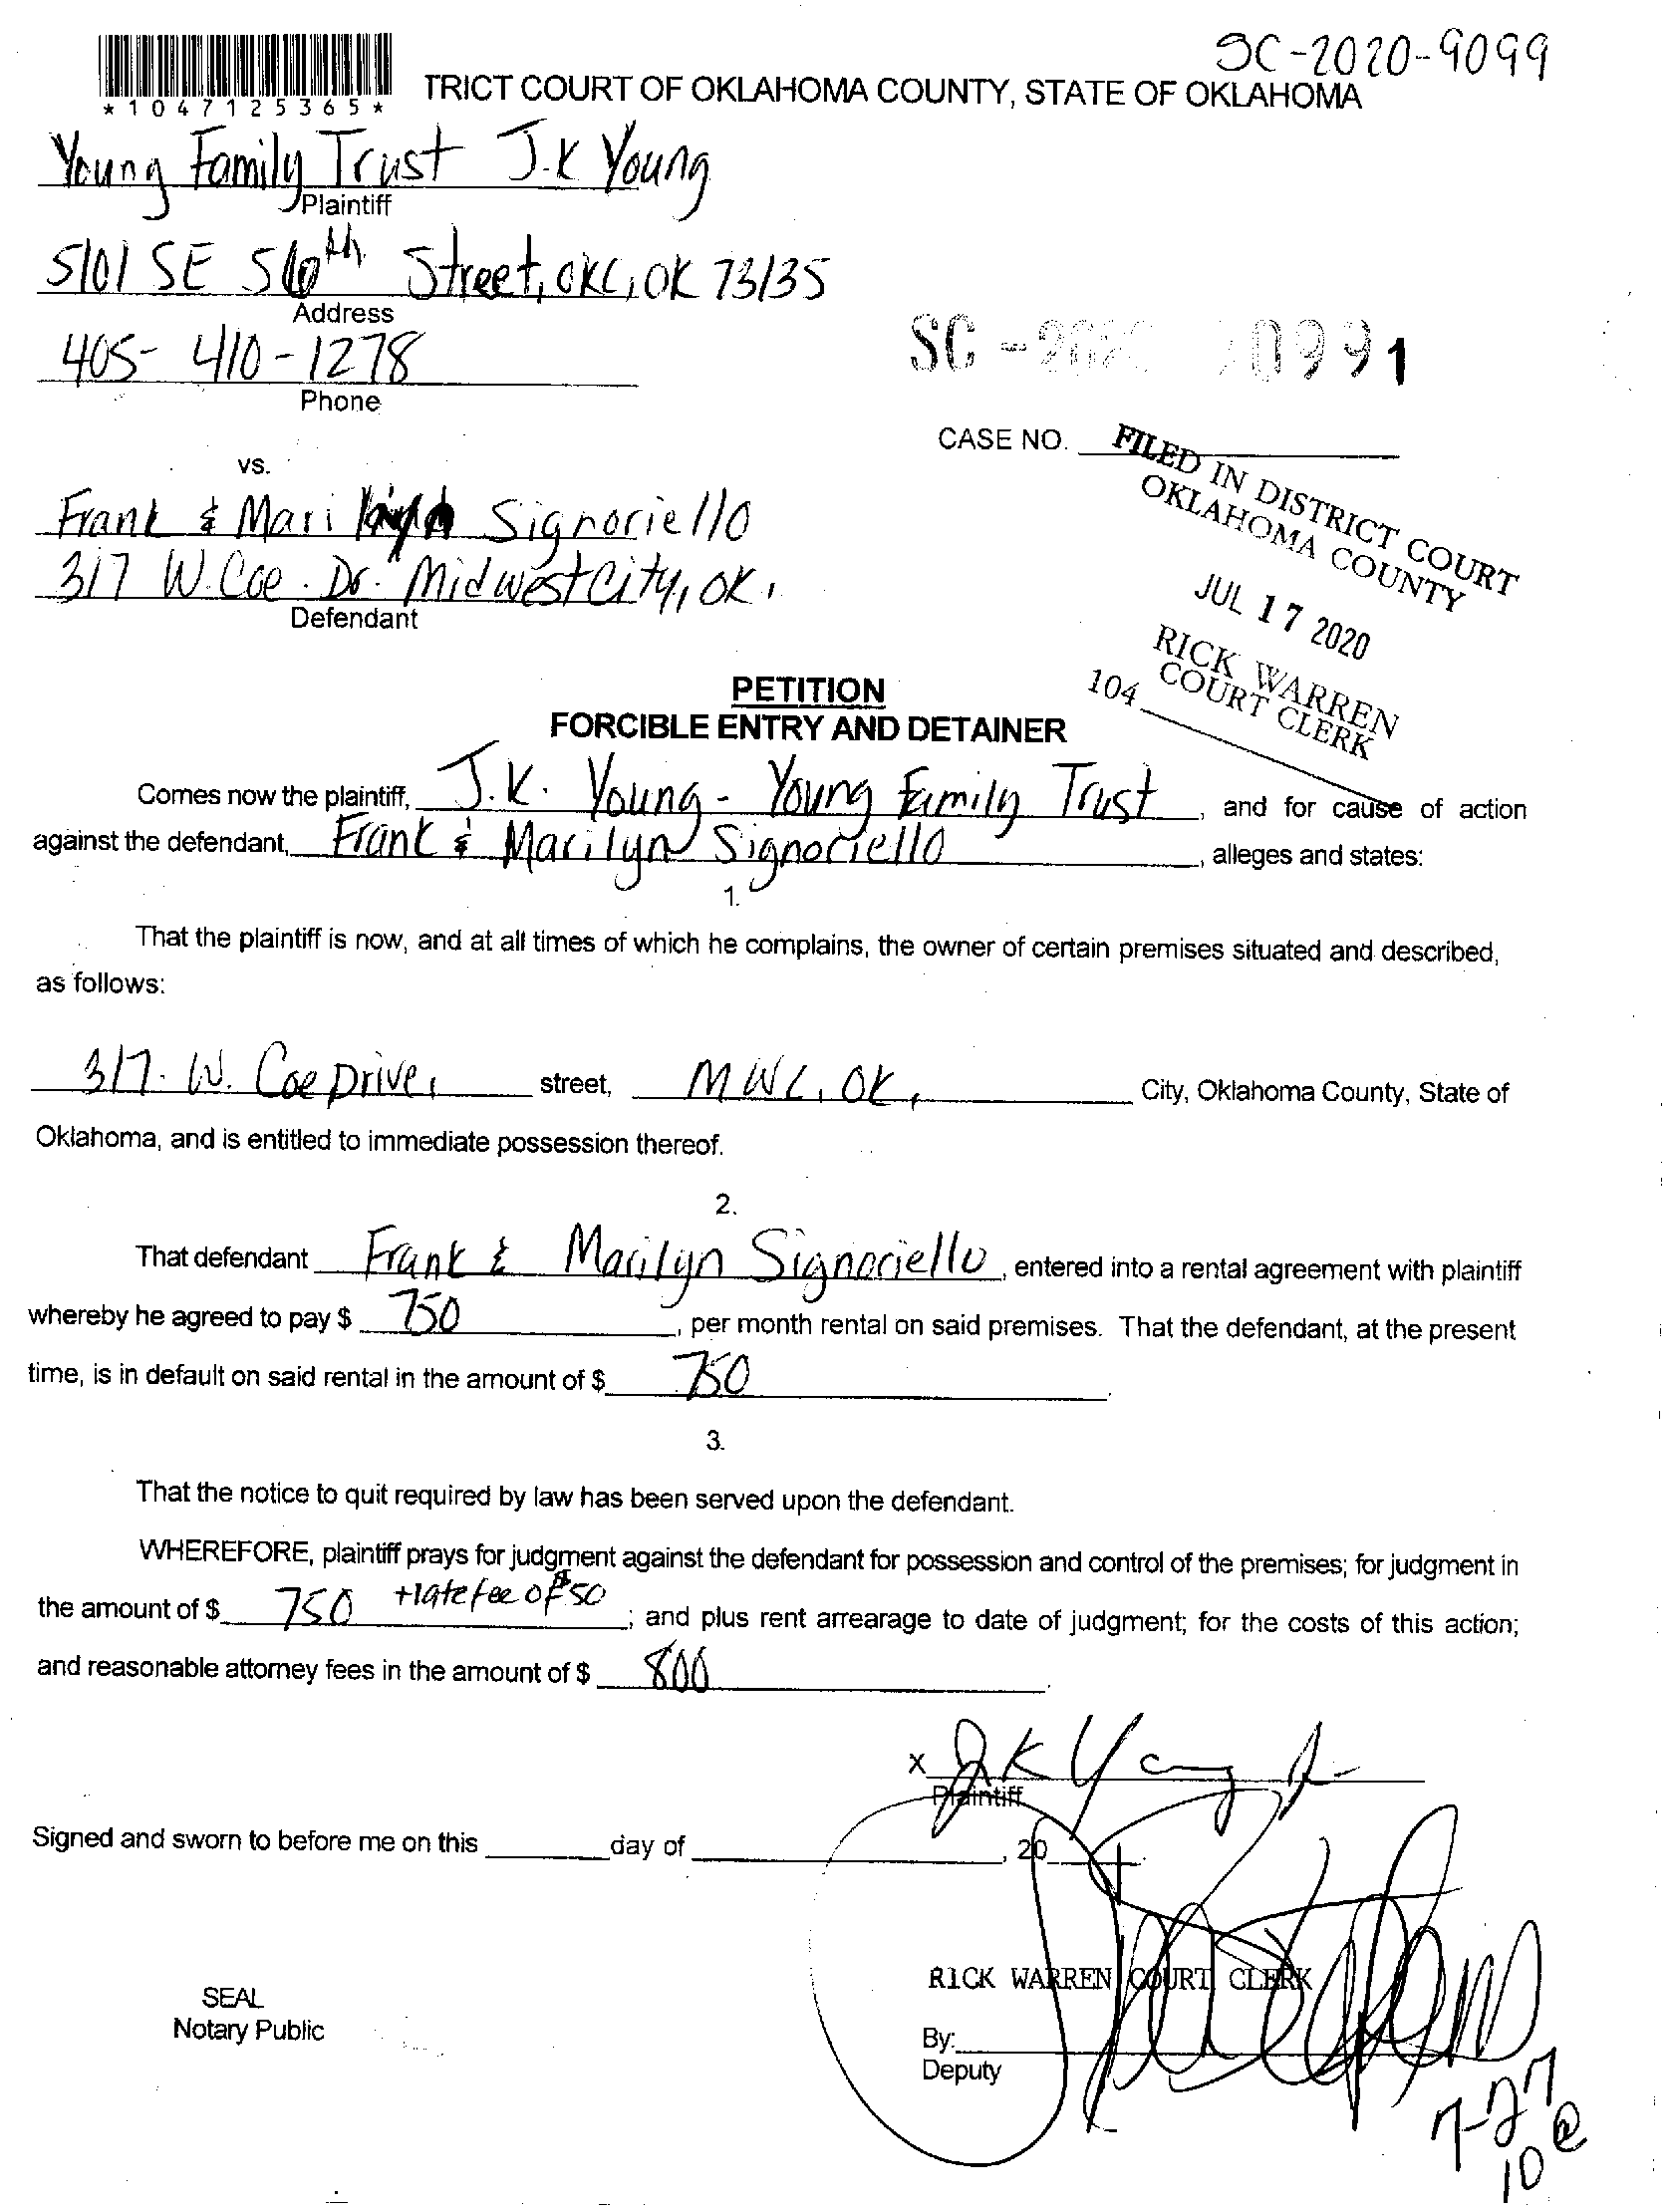 SC-2020-9099
*1047125365*
TRICT COURT OF OKLAHOMA COUNTY, STATE OF OKLAHOMA
Young Family Trust J.K Young
Plaintiff
5101 SE 56th Street, OKC, OK 73135
Address
405-410-1278
Phone
SC - 991
CASE NO.
FILED IN DISTRICT COURT
OKLAHOMA COUNTY
JUL 17 2020
RICK WARREN
COURT CLERK
104
vs.
Frank & Marilyn Signoriello
317 W. Coe. Dr. Midwest City, OK,
Defendant
PETITION
FORCIBLE ENTRY AND DETAINER
Comes now the plaintiff, J.K. Young - Young Family Trust, and for cause of action
against the defendant, Frank & Marilyn Signoriello, alleges and states:
1.
That the plaintiff is now, and at all times of which he complains, the owner of certain premises situated and described,
as follows:
317. W. Coe Drive, street, MWC, OK, City, Oklahoma County, State of
Oklahoma, and is entitled to immediate possession thereof.
2.
That defendant Frank & Marilyn Signoriello, entered into a rental agreement with plaintiff
whereby he agreed to pay $ 750, per month rental on said premises. That the defendant, at the present
time, is in default on said rental in the amount of $ 750.
3.
That the notice to quit required by law has been served upon the defendant.
WHEREFORE, plaintiff prays for judgment against the defendant for possession and control of the premises; for judgment in
the amount of $ 750 + late fee of $50; and plus rent arrearage to date of judgment; for the costs of this action;
and reasonable attorney fees in the amount of $ 800.
X JK Young Jr
Plaintiff
Signed and sworn to before me on this day of , 20
RICK WARREN COURT CLERK
SEAL
Notary Public
By:
Deputy
7-27
@
10